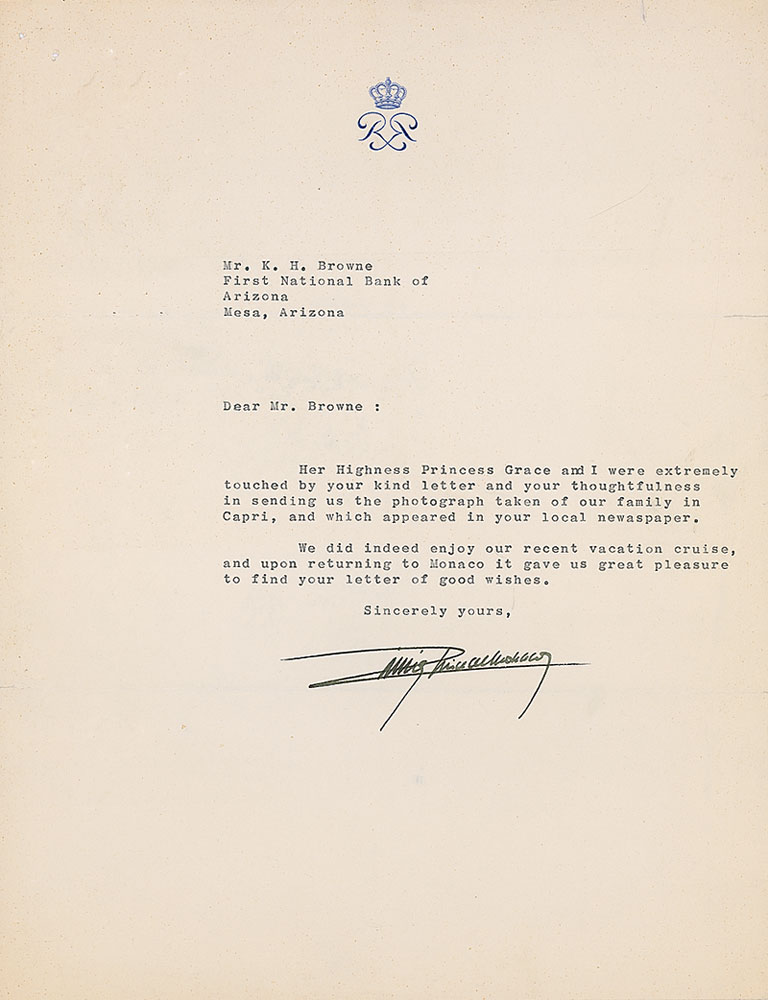 RR
Mr. K. H. Browne
First National Bank of
Arizona
Mesa, Arizona
Dear Mr. Browne :
Her Highness Princess Grace and I were extremely
touched by your kind letter and your thoughtfulness
in sending us the photograph taken of our family in
Capri, and which appeared in your local newaspaper.
We did indeed enjoy our recent vacation cruise,
and upon returning to Monaco it gave us great pleasure
to find your letter of good wishes.
Sincerely yours,